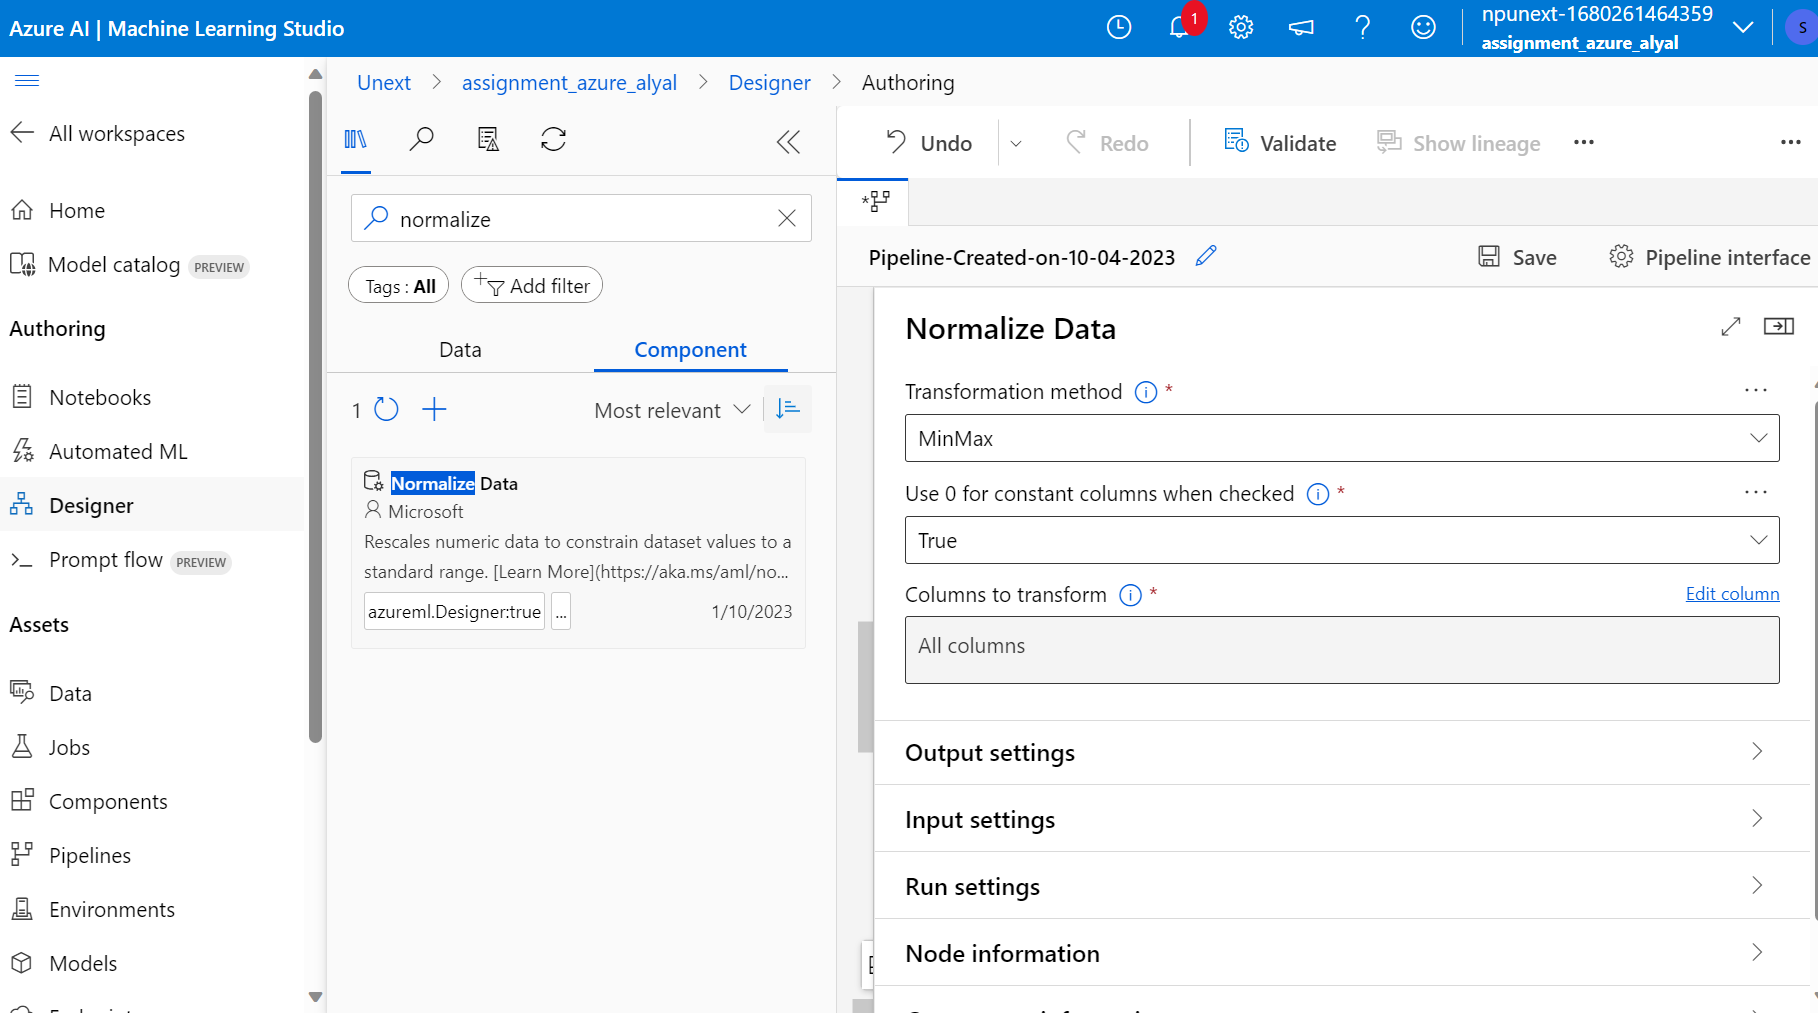 Azure AI | Machine Learning Studio
1
npunext-1680261464359
assignment_azure_alyal
S
All workspaces
Home
Model catalog PREVIEW
Authoring
Notebooks
Automated ML
Designer
Prompt flow PREVIEW
Assets
Data
Jobs
Components
Pipelines
Environments
Models
Unext > assignment_azure_alyal > Designer > Authoring
normalize
Tags : All
Add filter
Data
Component
1
Most relevant
Normalize Data
Microsoft
Rescales numeric data to constrain dataset values to a
standard range. [Learn More](https://aka.ms/aml/no...
azureml.Designer:true
...
1/10/2023
Undo
Redo
Validate
Show lineage
Pipeline-Created-on-10-04-2023
Save
Pipeline interface
Normalize Data
Transformation method *
MinMax
Use 0 for constant columns when checked *
True
Columns to transform *
Edit column
All columns
Output settings
Input settings
Run settings
Node information